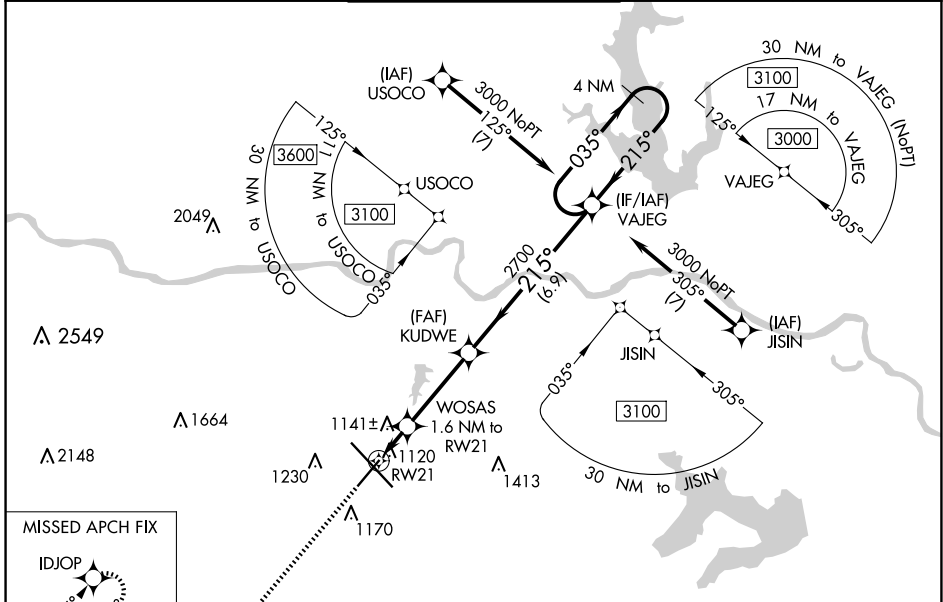 (IAF)
USOCO
3000 NoPT
125°
(7)
4 NM
035°
215°
30 NM to VAJEG (NoPT)
3100
17 NM to VAJEG
3000
125°
VAJEG
305°
125°
3600
11 NM to USOCO
3100
30 NM to USOCO
USOCO
035°
2049
(IF/IAF)
VAJEG
2700
215°
(6.9)
3000 NoPT
305°
(7)
(IAF)
JISIN
(FAF)
KUDWE
2549
JISIN
035°
305°
3100
30 NM to JISIN
1664
1141±
WOSAS
1.6 NM to
RW21
2148
1230
1120
RW21
1413
1170
MISSED APCH FIX
IDJOP